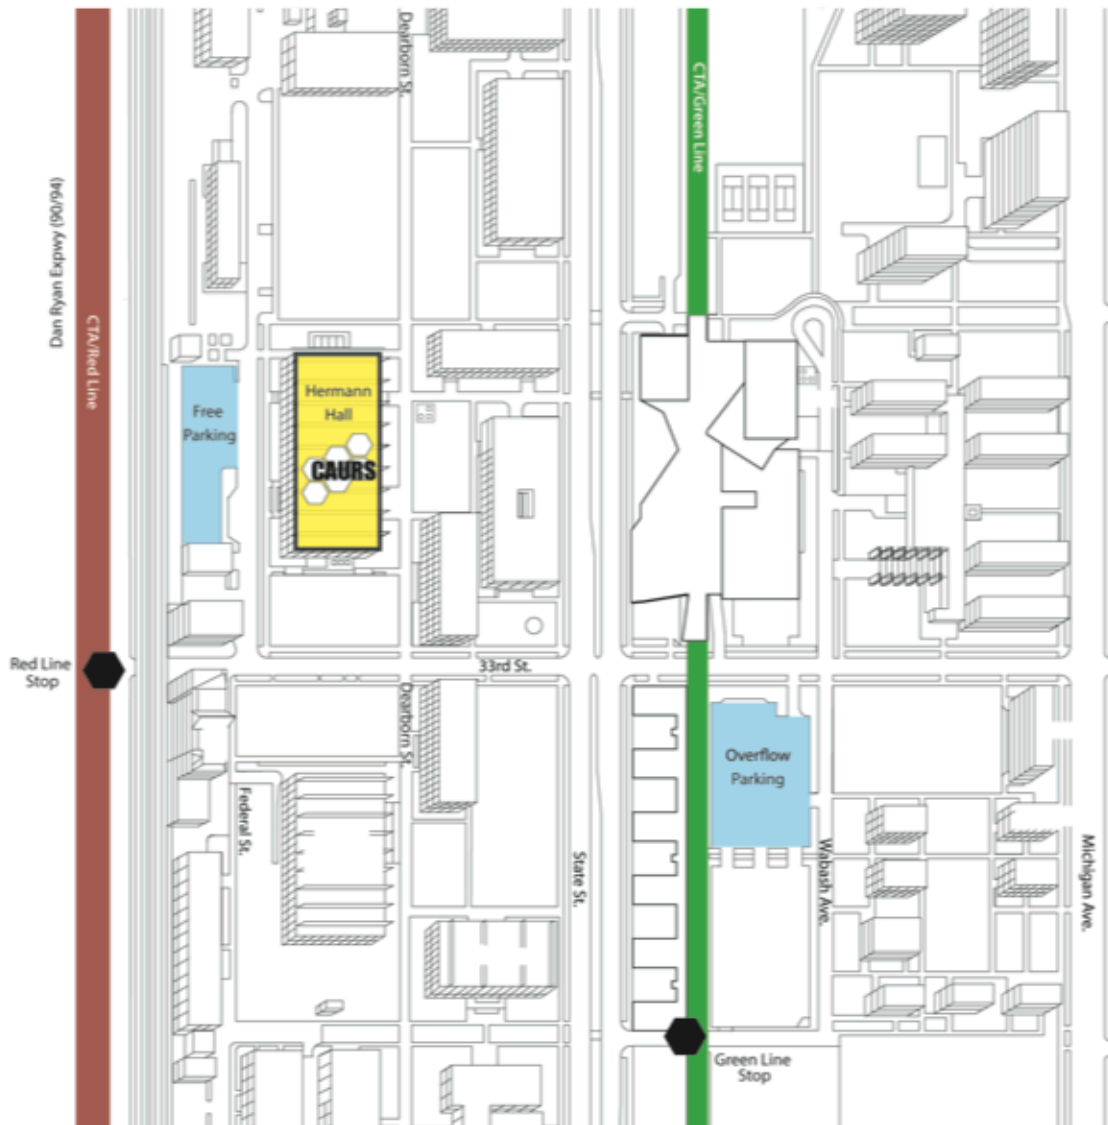 Dearborn St.
CTA/Green Line
Dan Ryan Expwy (90/94)
CTA/Red Line
Free
Parking
Hermann
Hall
CAURS
Red Line
Stop
33rd St.
Dearborn St.
Overflow
Parking
Federal St.
State St.
Wabash Ave.
Michigan Ave.
Green Line
Stop